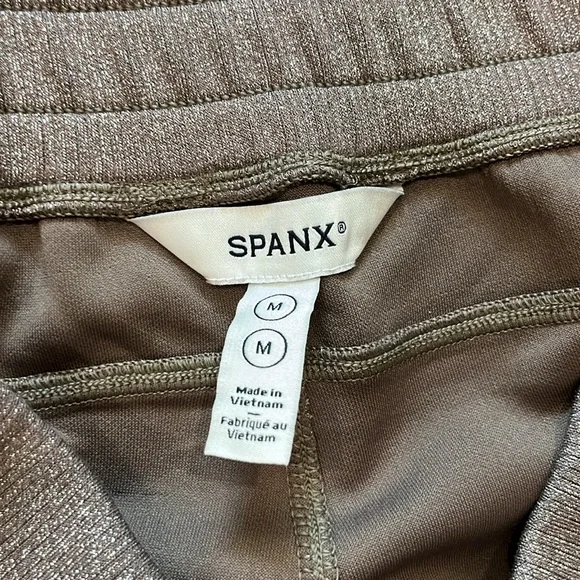 SPANX®
M
M
Made in
Vietnam
—
Fabriqué au
Vietnam